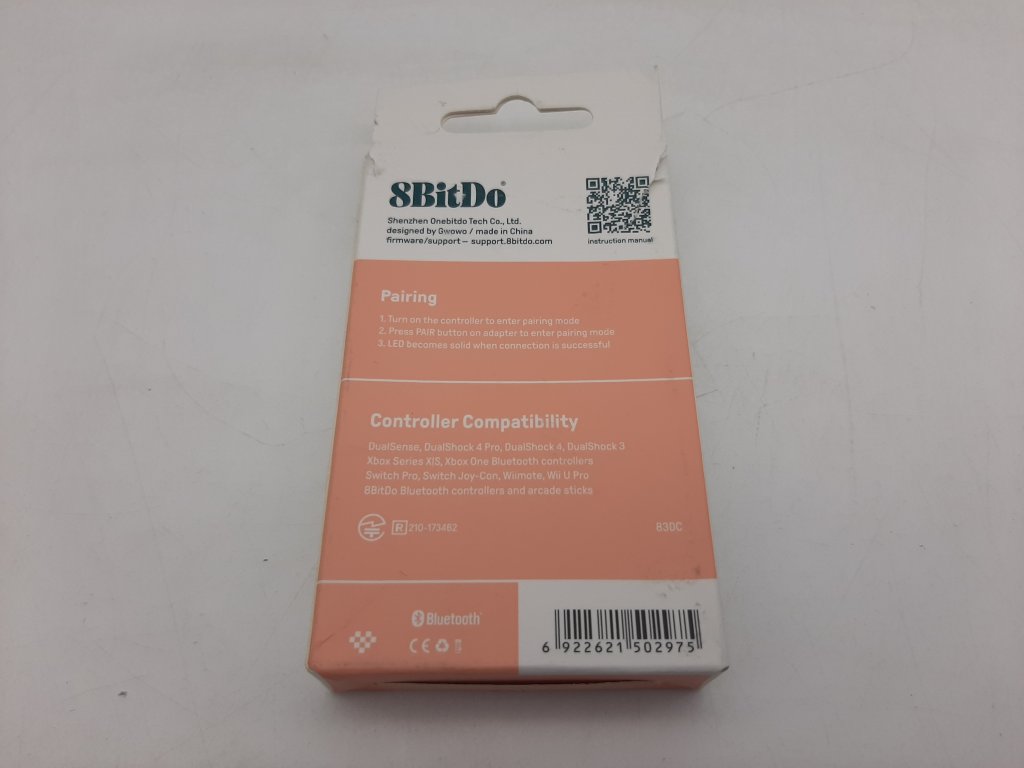 8BitDo®
Shenzhen Onebitdo Tech Co., Ltd.
designed by Gwowo / made in China
firmware/support – support.8bitdo.com
instruction manual
Pairing
1. Turn on the controller to enter pairing mode
2. Press PAIR button on adapter to enter pairing mode
3. LED becomes solid when connection is successful
Controller Compatibility
DualSense, DualShock 4 Pro, DualShock 4, DualShock 3
Xbox Series X|S, Xbox One Bluetooth controllers
Switch Pro, Switch Joy-Con, Wiimote, Wii U Pro
8BitDo Bluetooth controllers and arcade sticks
R 210-173462
83DC
Bluetooth®
CE
6 922621 502975